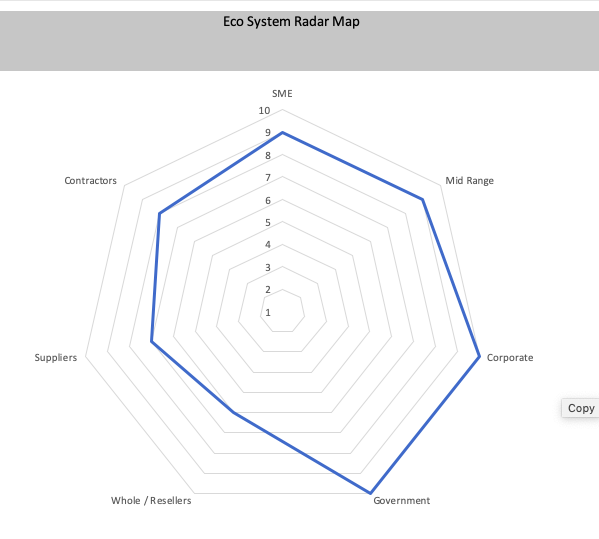 Eco System Radar Map
SME
10
9
8
7
6
5
4
3
2
1
Contractors
Mid Range
Suppliers
Corporate
Copy
Whole / Resellers
Government